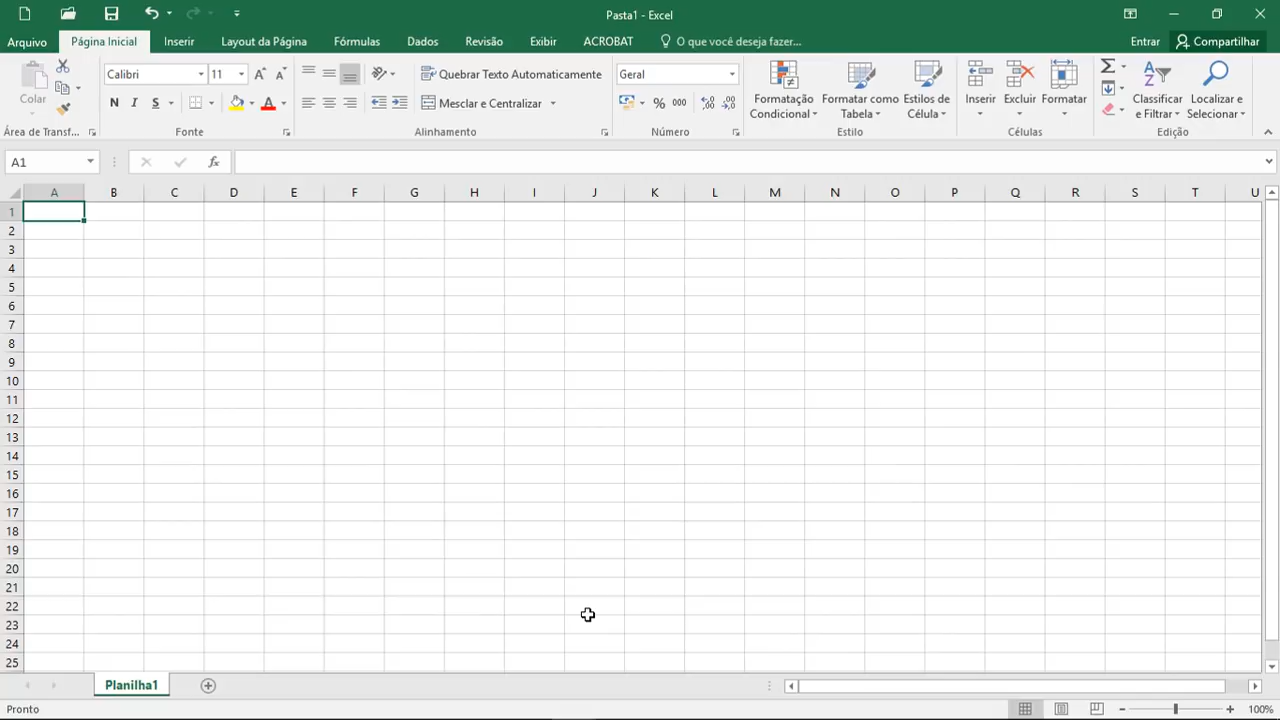 Pasta1 - Excel
Arquivo Página Inicial Inserir Layout da Página Fórmulas Dados Revisão Exibir ACROBAT O que você deseja fazer... Entrar Compartilhar
Colar Calibri 11 Quebrar Texto Automaticamente Geral
N I S Mesclar e Centralizar % 000
Formatação Condicional Formatar como Tabela Estilos de Célula Inserir Excluir Formatar Classificar e Filtrar Localizar e Selecionar
Área de Transf... Fonte Alinhamento Número Estilo Células Edição
A1 fx
A B C D E F G H I J K L M N O P Q R S T U
1
2
3
4
5
6
7
8
9
10
11
12
13
14
15
16
17
18
19
20
21
22
23
24
25
Planilha1
Pronto 100%